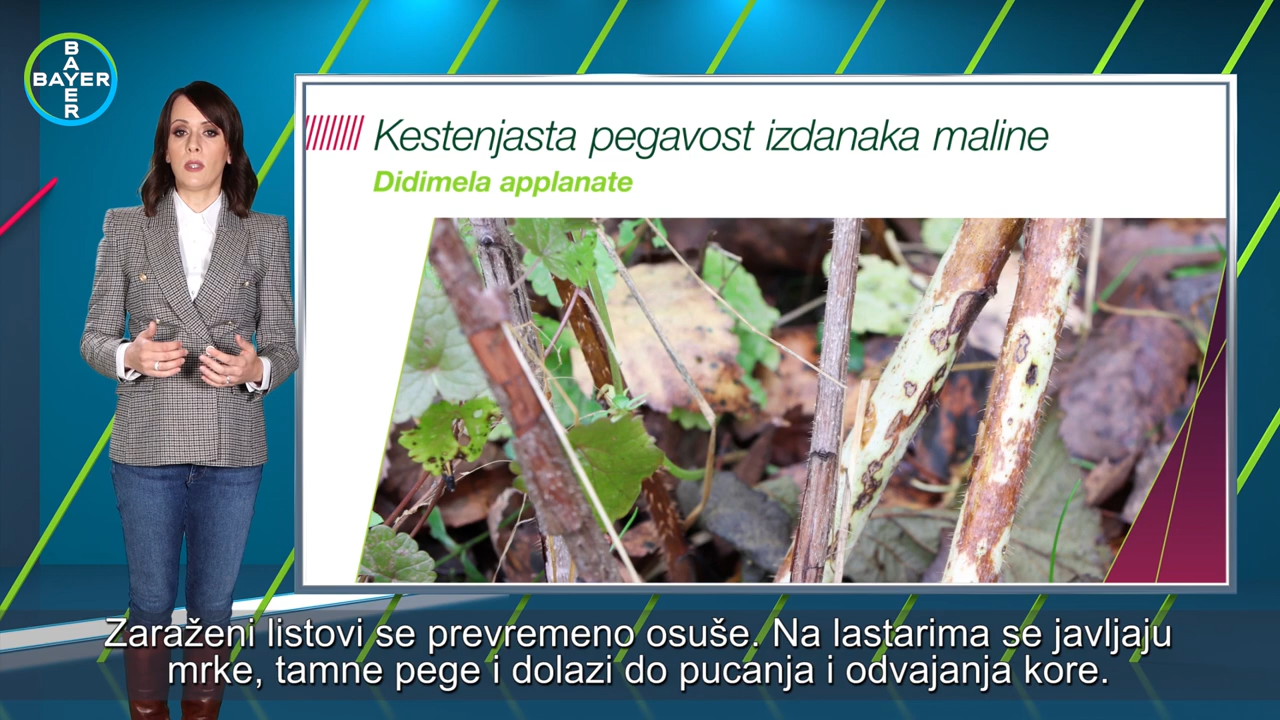 BAYER
BAYER
Kestenjasta pegavost izdanaka maline
Didimela applanate
Zaraženi listovi se prevremeno osuše. Na lastarima se javljaju
mrke, tamne pege i dolazi do pucanja i odvajanja kore.